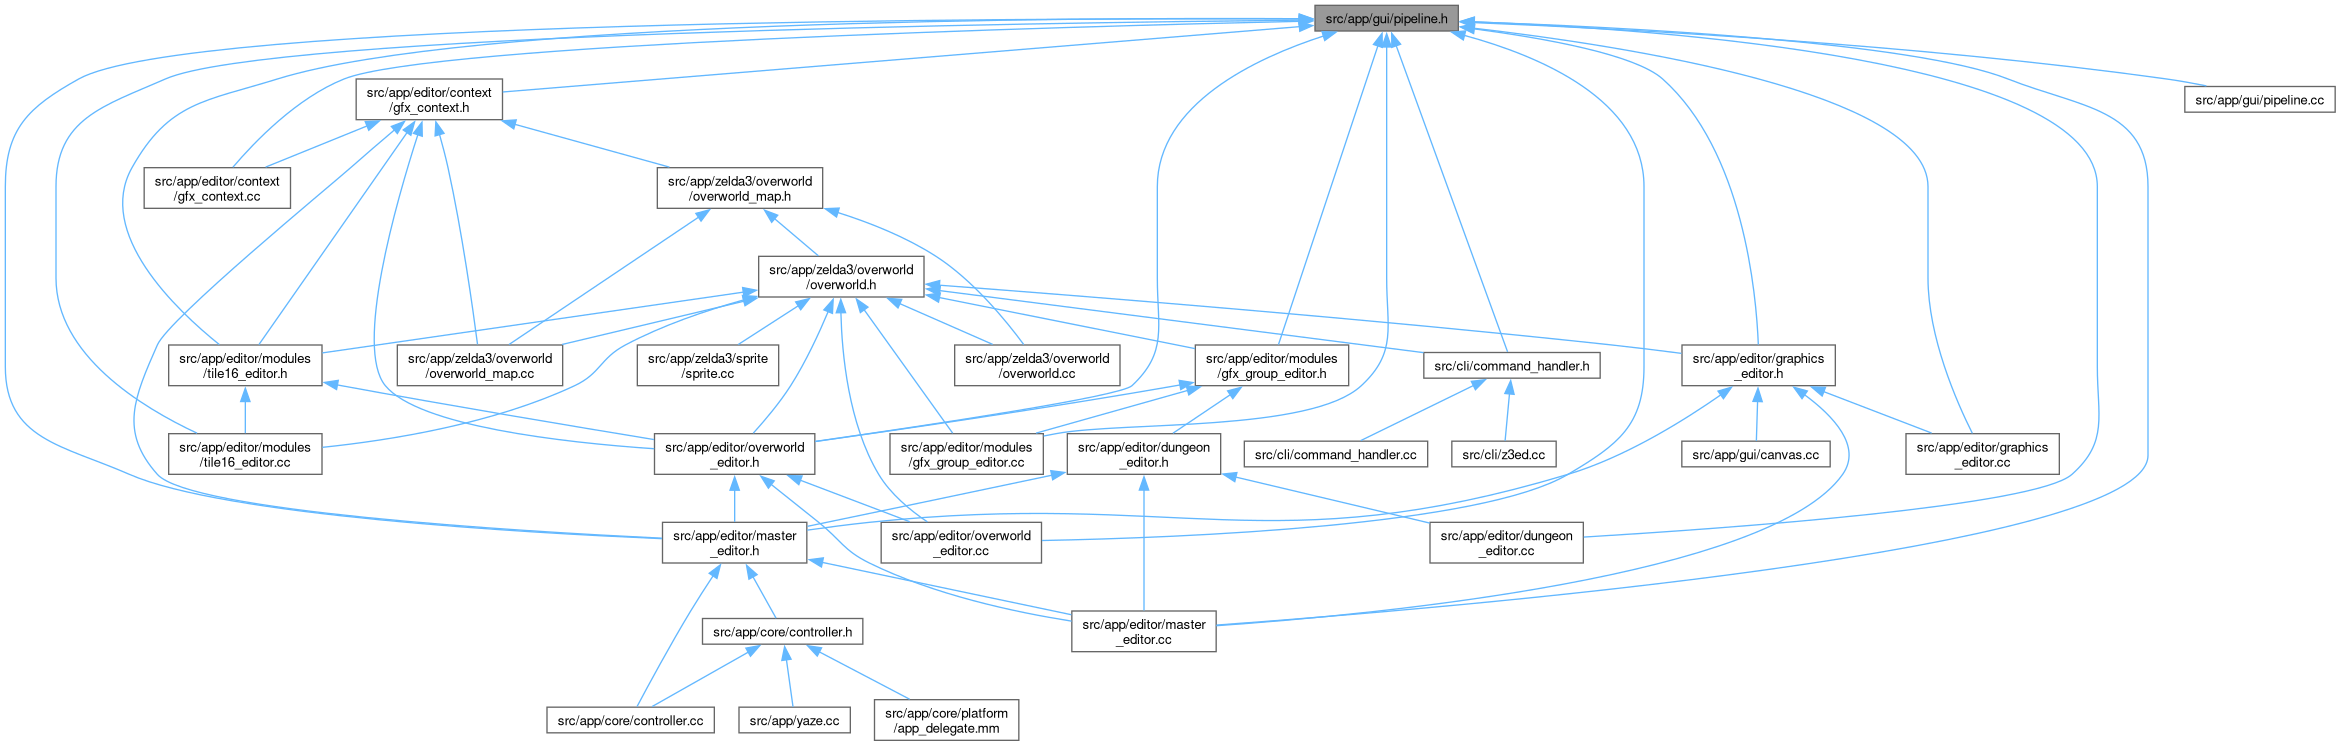 src/app/gui/pipeline.h
src/app/editor/context
/gfx_context.h
src/app/gui/pipeline.cc
src/app/editor/context
/gfx_context.cc
src/app/zelda3/overworld
/overworld_map.h
src/app/zelda3/overworld
/overworld.h
src/app/editor/modules
/tile16_editor.h
src/app/zelda3/overworld
/overworld_map.cc
src/app/zelda3/sprite
/sprite.cc
src/app/zelda3/overworld
/overworld.cc
src/app/editor/modules
/gfx_group_editor.h
src/cli/command_handler.h
src/app/editor/graphics
_editor.h
src/app/editor/modules
/tile16_editor.cc
src/app/editor/overworld
_editor.h
src/app/editor/modules
/gfx_group_editor.cc
src/app/editor/dungeon
_editor.h
src/cli/command_handler.cc
src/cli/z3ed.cc
src/app/gui/canvas.cc
src/app/editor/graphics
_editor.cc
src/app/editor/master
_editor.h
src/app/editor/overworld
_editor.cc
src/app/editor/dungeon
_editor.cc
src/app/core/controller.h
src/app/editor/master
_editor.cc
src/app/core/controller.cc
src/app/yaze.cc
src/app/core/platform
/app_delegate.mm